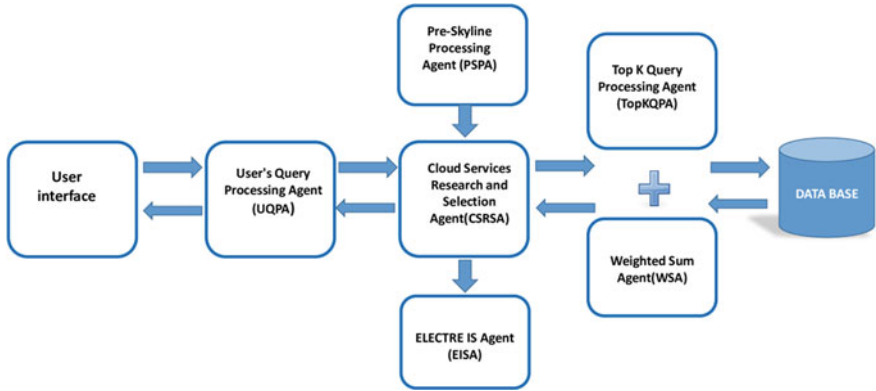 Pre-Skyline
Processing
Agent (PSPA)
Top K Query
Processing Agent
(TopKQPA)
User
interface
User's Query
Processing Agent
(UQPA)
Cloud Services
Research and
Selection
Agent(CSRSA)
DATA BASE
Weighted Sum
Agent(WSA)
ELECTRE IS Agent
(EISA)